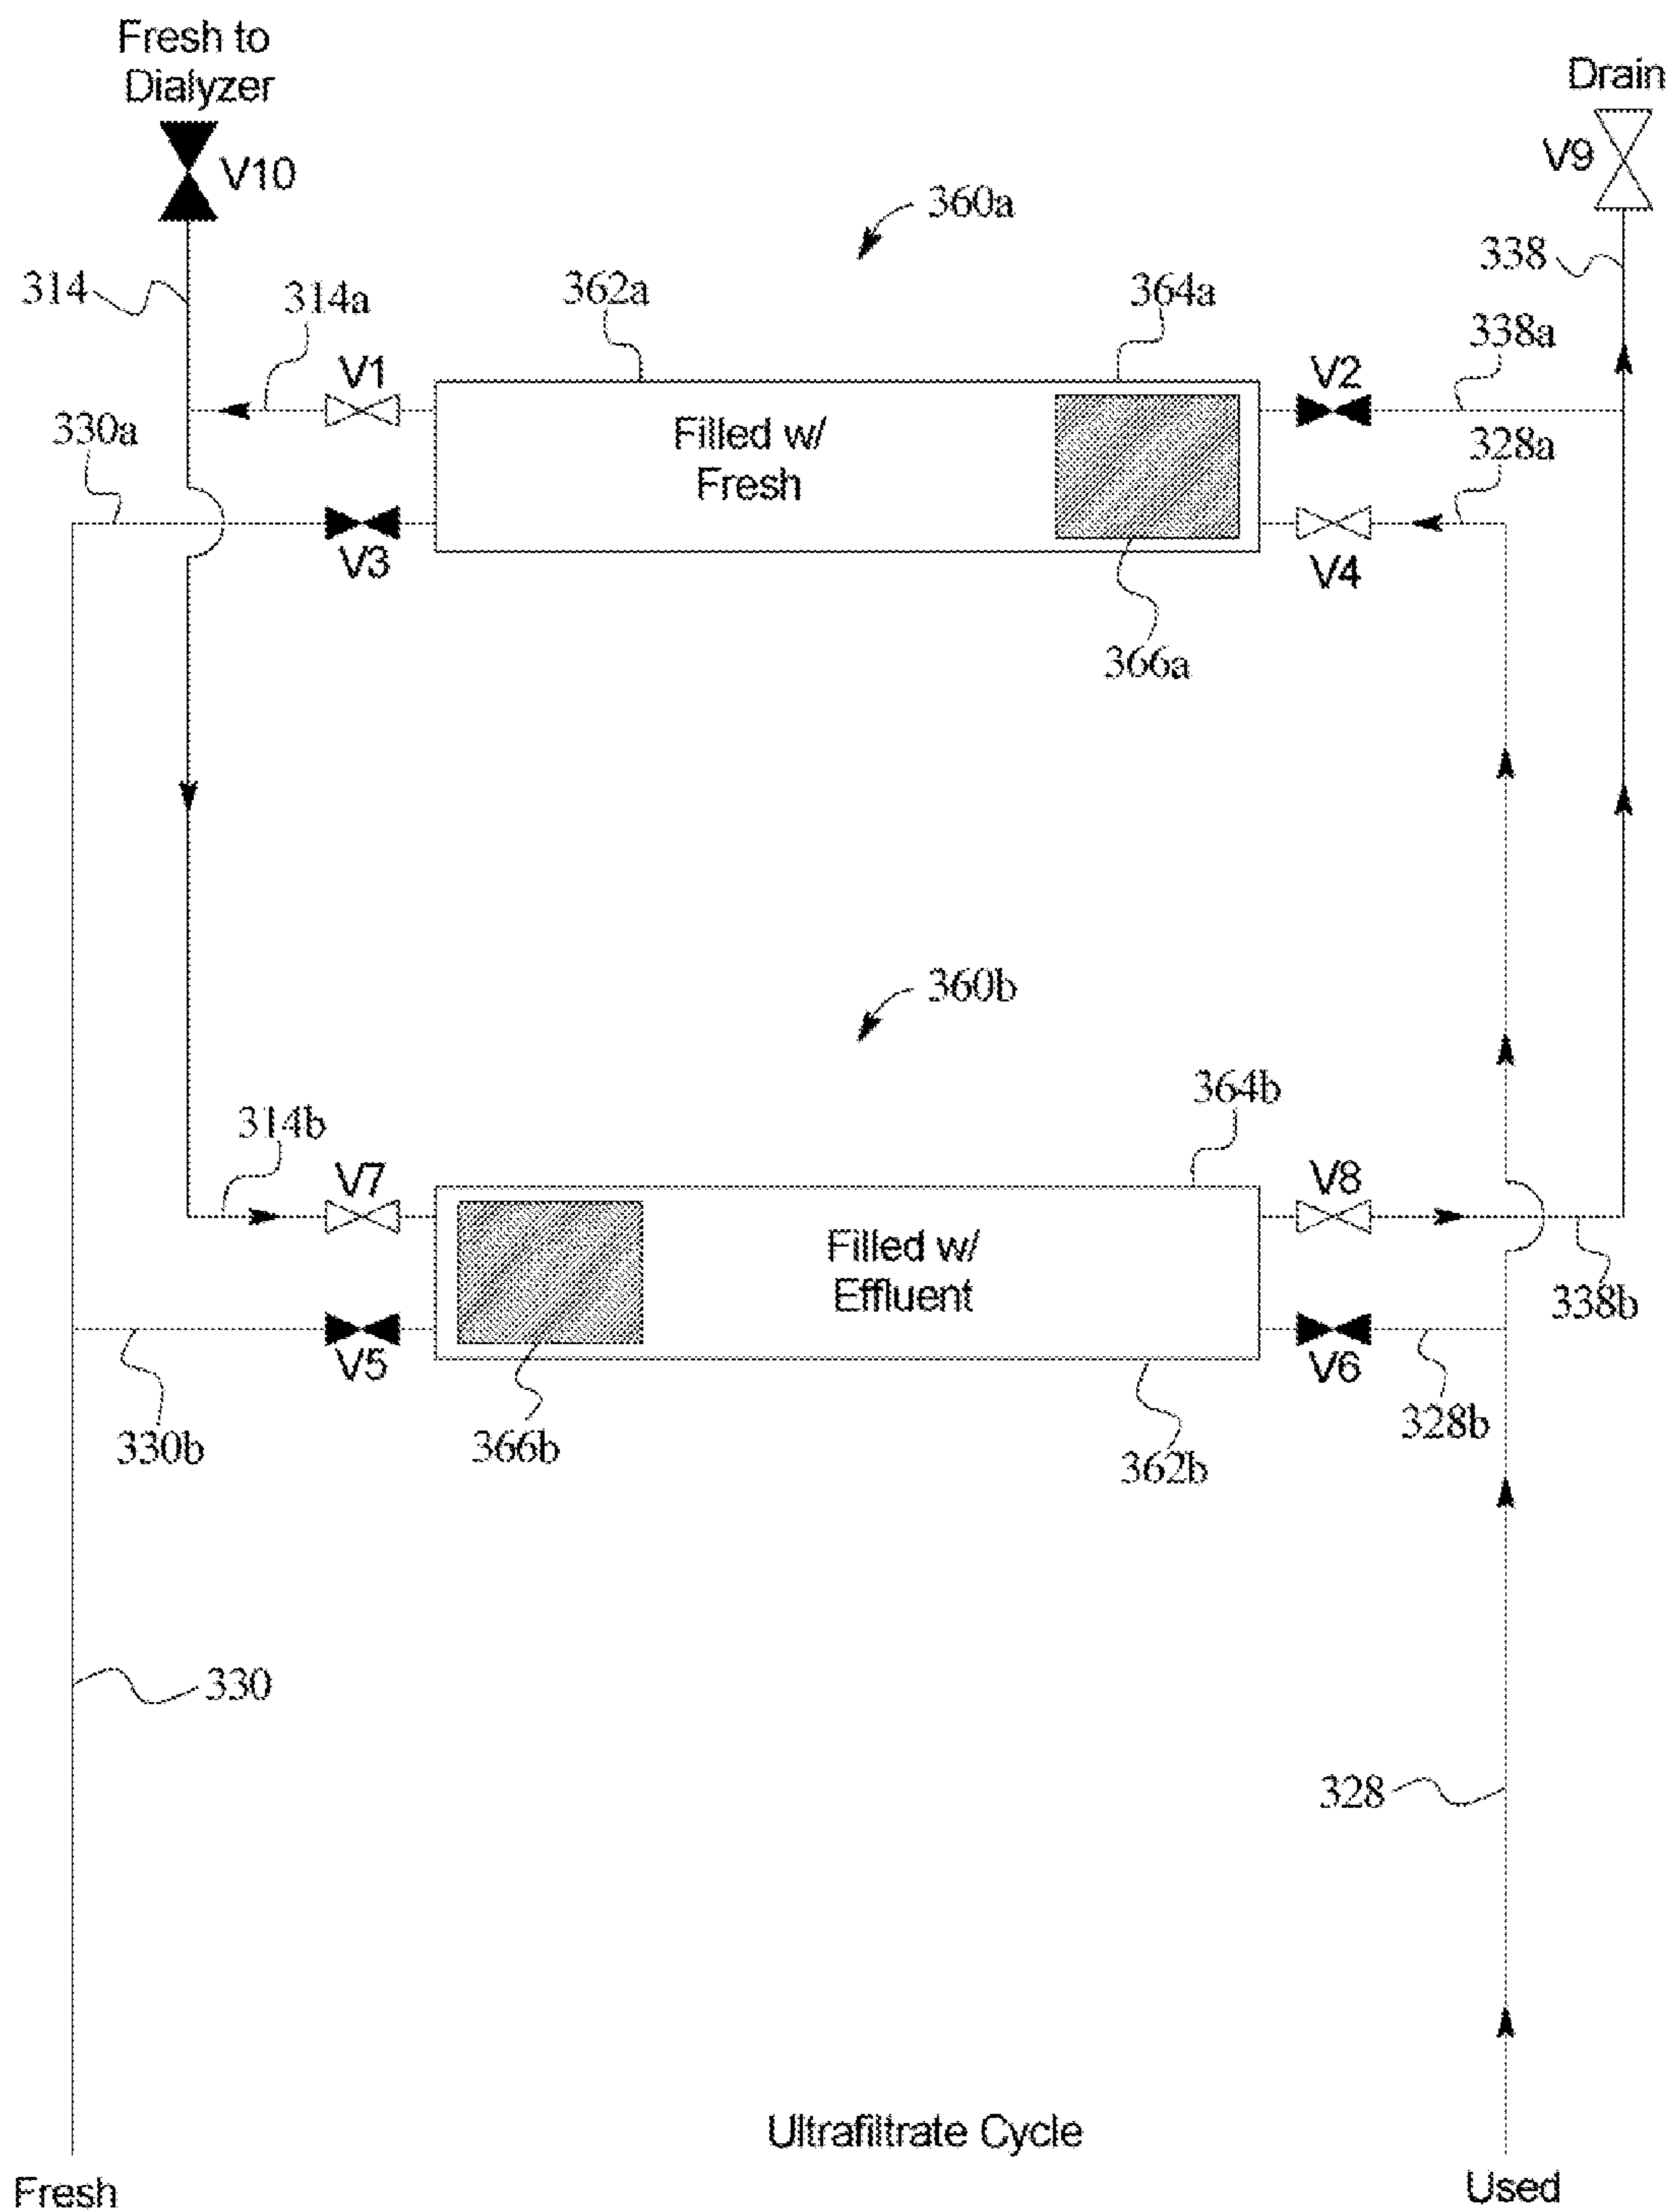 Fresh to
Dialyzer
Drain
V10
V9
360a
338
314
314a
362a
364a
338a
V1
V2
330a
Filled w/
Fresh
328a
V3
V4
366a
360b
364b
314b
V7
V8
Filled w/
Effluent
338b
V5
V6
330b
366b
362b
328b
330
328
Ultrafiltrate Cycle
Fresh
Used